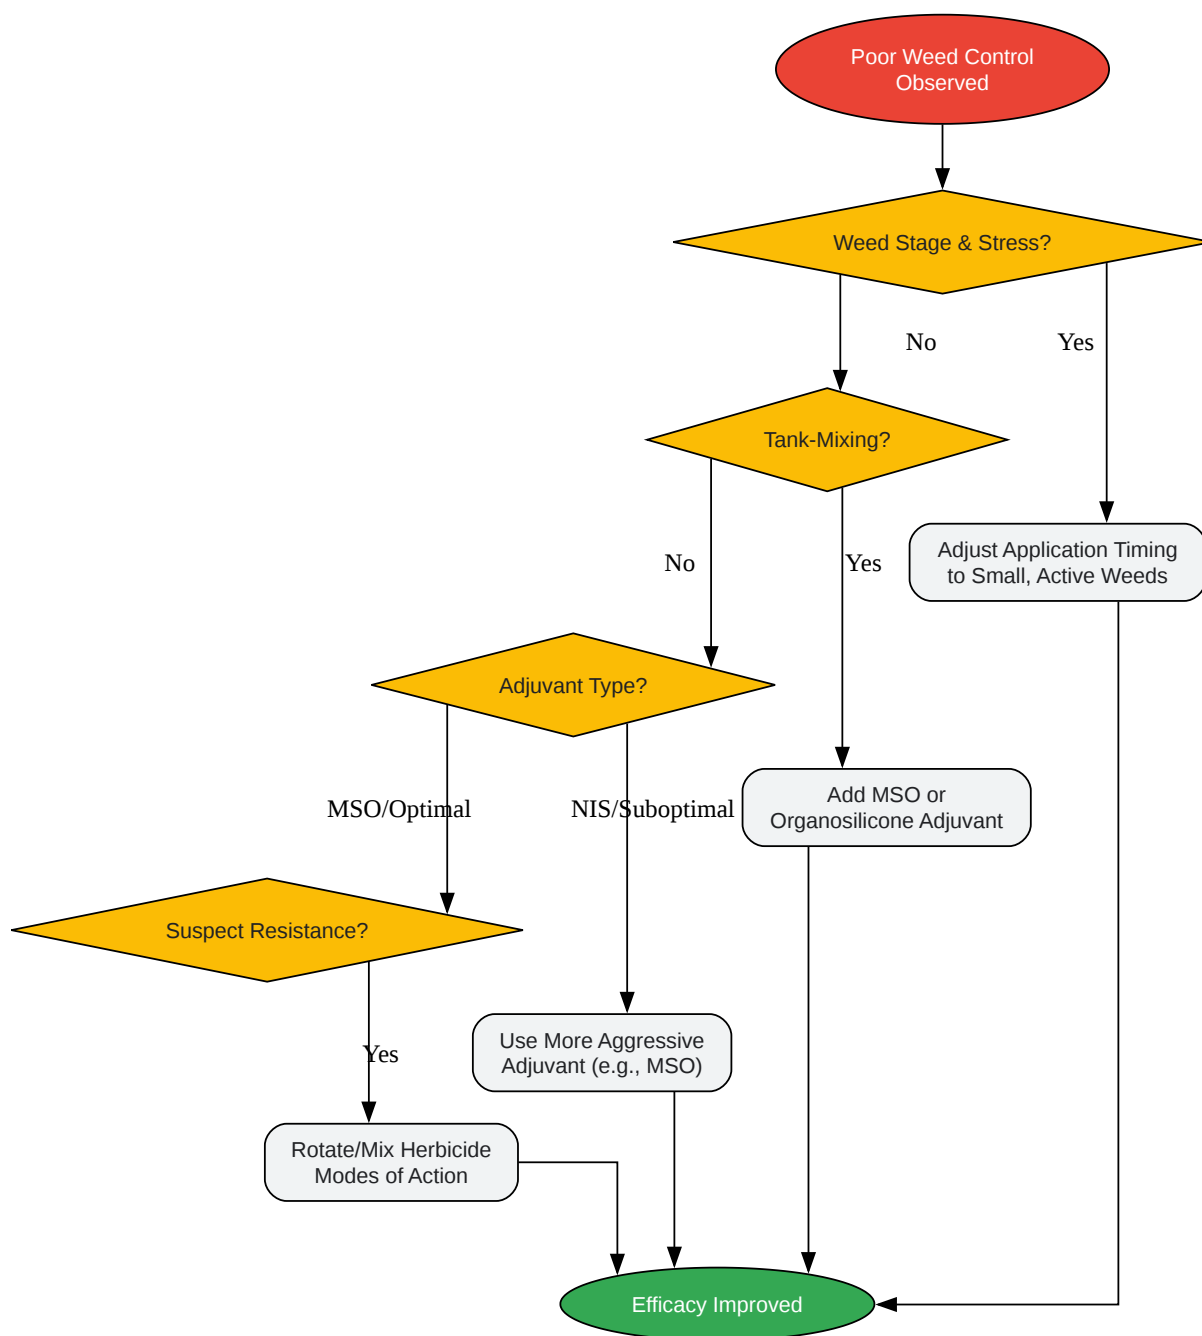 Poor Weed Control
Observed
Weed Stage & Stress?
No
Yes
Tank-Mixing?
No
Yes
Adjust Application Timing
to Small, Active Weeds
Adjuvant Type?
MSO/Optimal
NIS/Suboptimal
Add MSO or
Organosilicone Adjuvant
Suspect Resistance?
Yes
Use More Aggressive
Adjuvant (e.g., MSO)
Rotate/Mix Herbicide
Modes of Action
Efficacy Improved